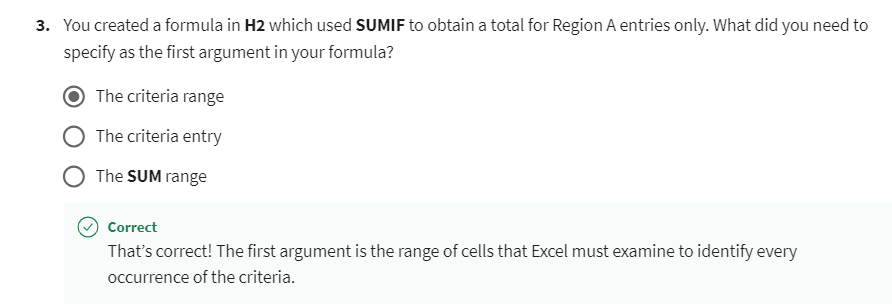 3. You created a formula in H2 which used SUMIF to obtain a total for Region A entries only. What did you need to
specify as the first argument in your formula?
The criteria range
The criteria entry
The SUM range
Correct
That's correct! The first argument is the range of cells that Excel must examine to identify every
occurrence of the criteria.